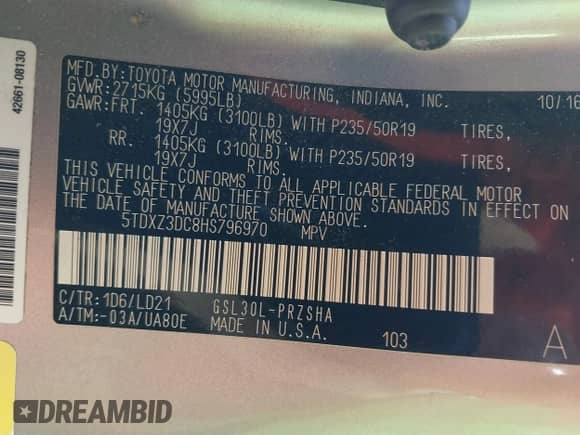 MFD.BY: TOYOTA MOTOR MANUFACTURING, INDIANA, INC. 10/16
GVWR: 2715KG (5995LB)
GAWR: FRT. 1405KG (3100LB) WITH P235/50R19 TIRES,
19X7J RIMS.
RR. 1405KG (3100LB) WITH P235/50R19 TIRES,
19X7J RIMS.
THIS VEHICLE CONFORMS TO ALL APPLICABLE FEDERAL MOTOR
VEHICLE SAFETY AND THEFT PREVENTION STANDARDS IN EFFECT ON
THE DATE OF MANUFACTURE SHOWN ABOVE.
5TDXZ3DC8HS796970 MPV
C/TR: 1D6/LD21 GSL30L-PRZSHA
A/TM: -03A/UA80E MADE IN U.S.A. 103 A
42661-08130
DREAMBID